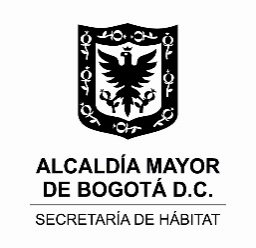 ALCALDÍA MAYOR
DE BOGOTÁ D.C.
SECRETARÍA DE HÁBITAT